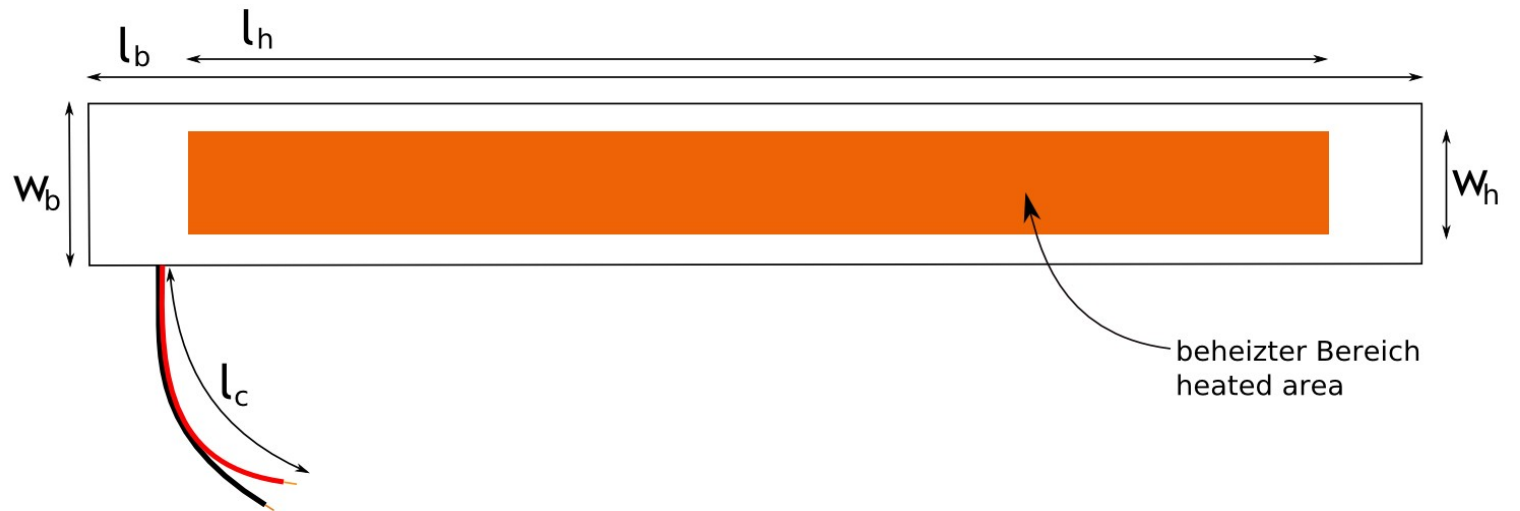 l_h
l_b
w_b
w_h
beheizter Bereich
heated area
l_c